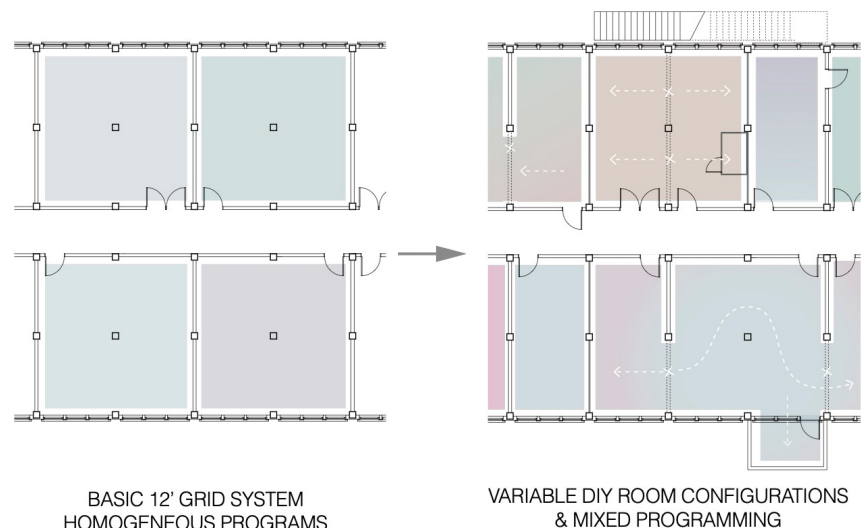 BASIC 12' GRID SYSTEM
HOMOGENEOUS PROGRAMS
VARIABLE DIY ROOM CONFIGURATIONS
& MIXED PROGRAMMING